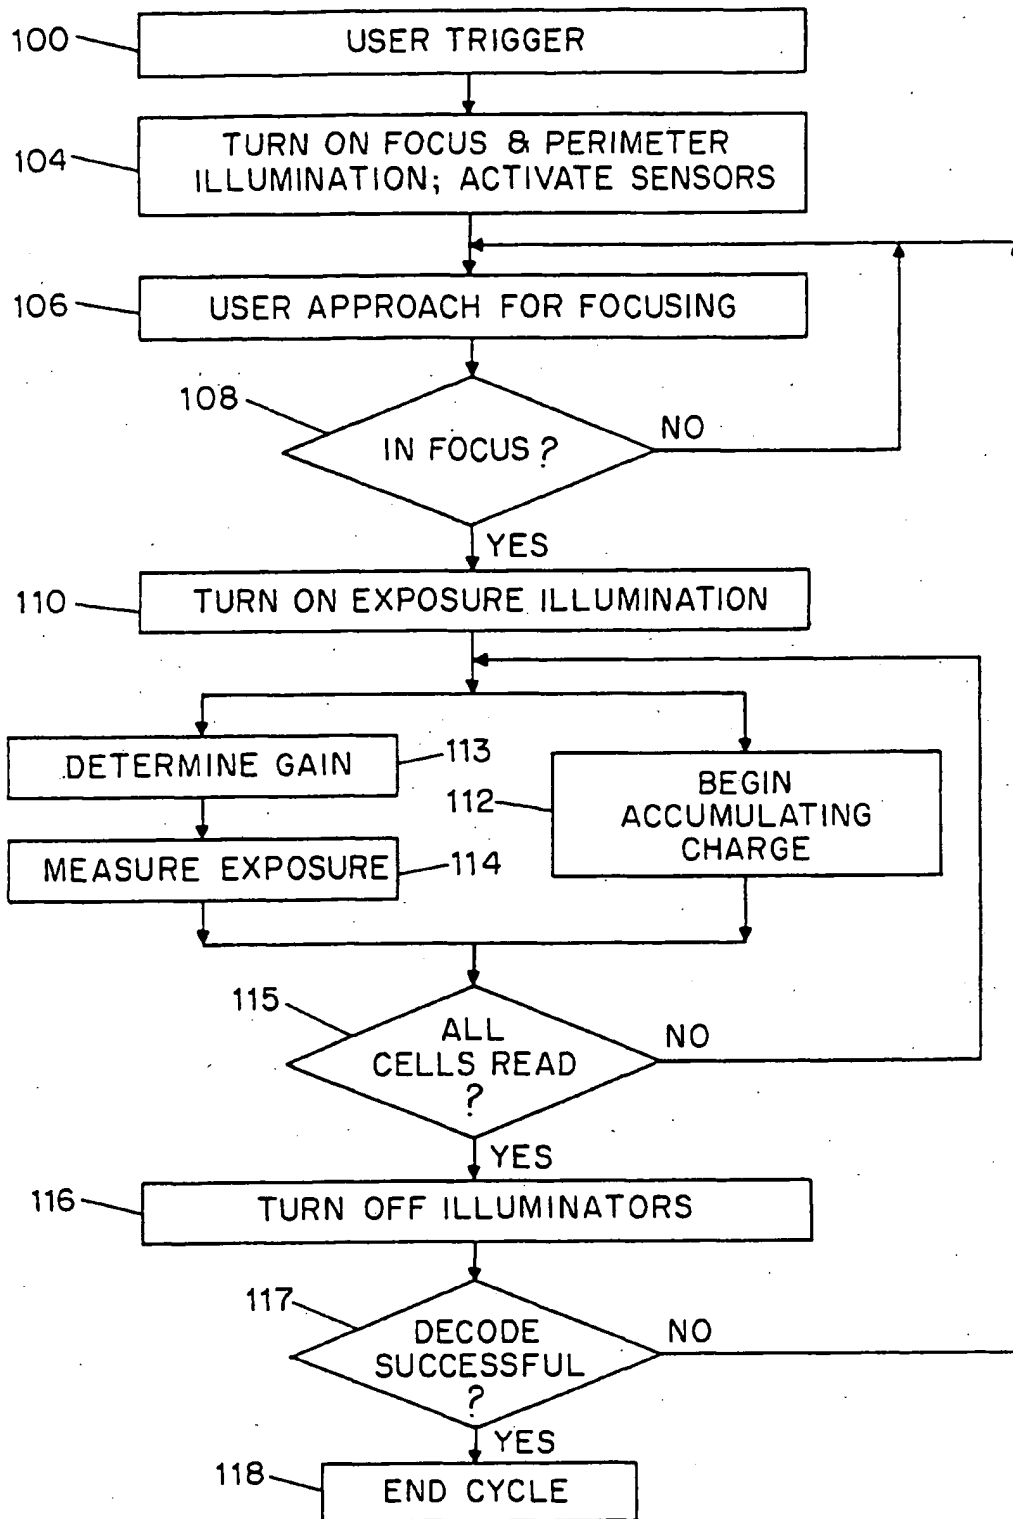 100
USER TRIGGER
104
TURN ON FOCUS & PERIMETER
ILLUMINATION; ACTIVATE SENSORS
106
USER APPROACH FOR FOCUSING
108
IN FOCUS?
NO
YES
110
TURN ON EXPOSURE ILLUMINATION
DETERMINE GAIN
113
112
BEGIN
ACCUMULATING
CHARGE
MEASURE EXPOSURE
114
115
ALL
CELLS READ
?
NO
YES
116
TURN OFF ILLUMINATORS
117
DECODE
SUCCESSFUL
?
NO
YES
118
END CYCLE